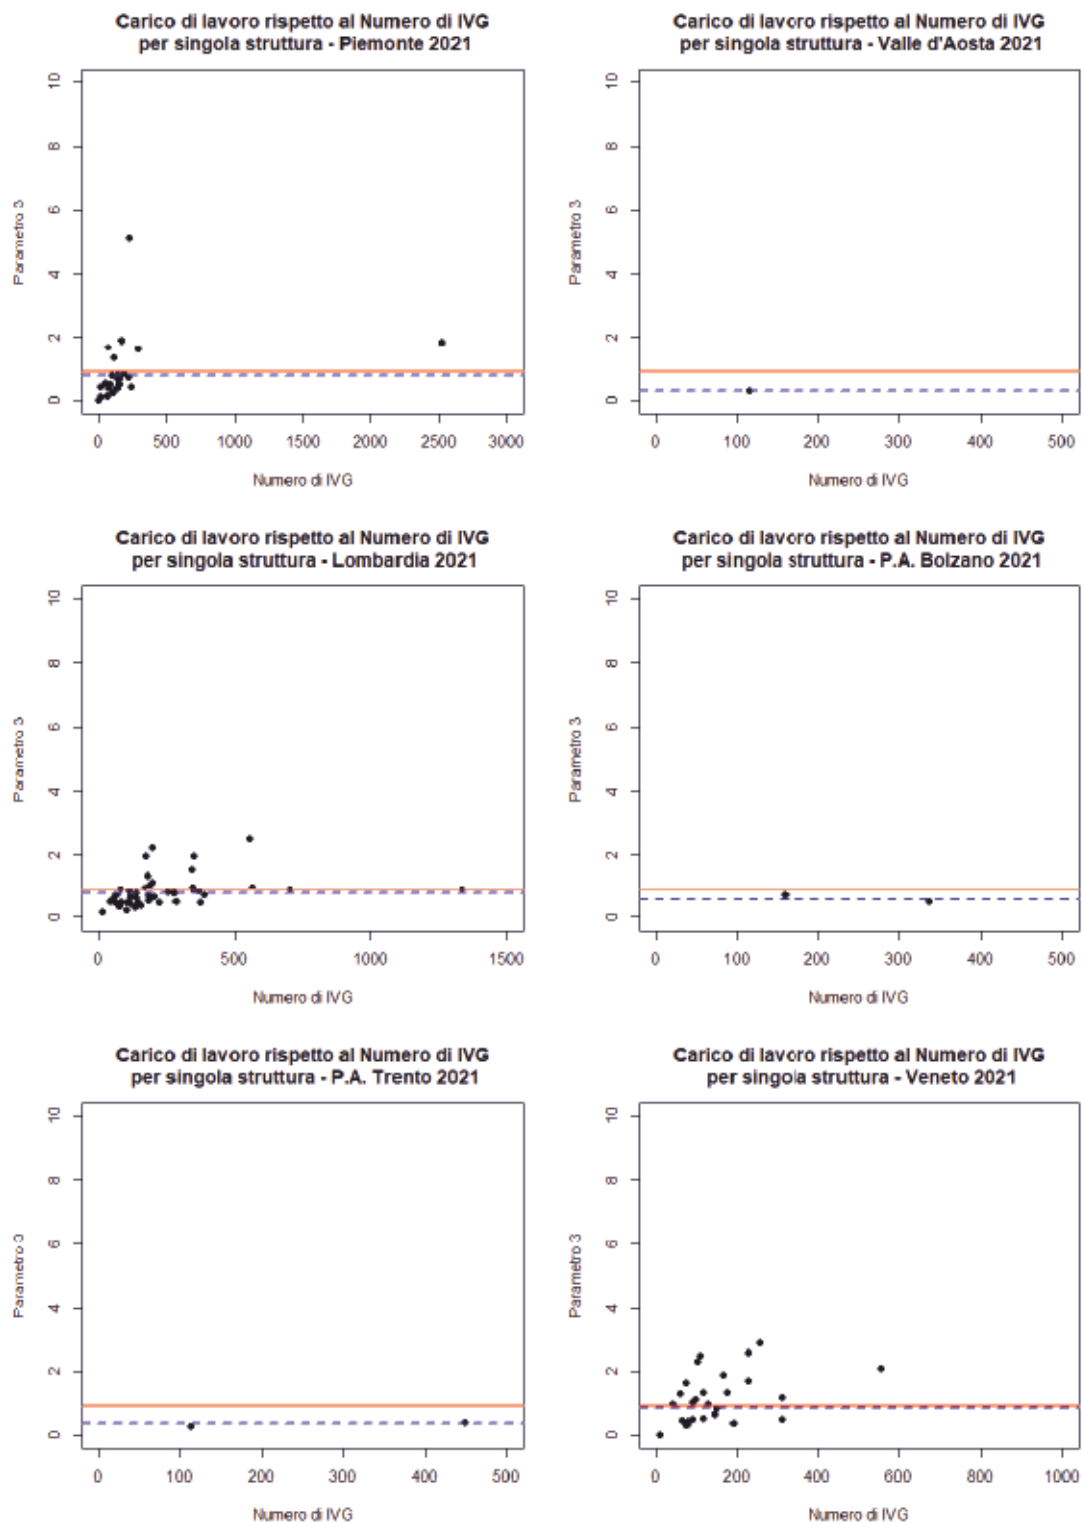 Carico di lavoro rispetto al Numero di IVG
per singola struttura - Piemonte 2021
10
8
6
4
2
0
Parametro 3
0 500 1000 1500 2000 2500 3000
Numero di IVG
Carico di lavoro rispetto al Numero di IVG
per singola struttura - Valle d'Aosta 2021
10
8
6
4
2
0
Parametro 3
0 100 200 300 400 500
Numero di IVG
Carico di lavoro rispetto al Numero di IVG
per singola struttura - Lombardia 2021
10
8
6
4
2
0
Parametro 3
0 500 1000 1500
Numero di IVG
Carico di lavoro rispetto al Numero di IVG
per singola struttura - P.A. Bolzano 2021
10
8
6
4
2
0
Parametro 3
0 100 200 300 400 500
Numero di IVG
Carico di lavoro rispetto al Numero di IVG
per singola struttura - P.A. Trento 2021
10
8
6
4
2
0
Parametro 3
0 100 200 300 400 500
Numero di IVG
Carico di lavoro rispetto al Numero di IVG
per singola struttura - Veneto 2021
10
8
6
4
2
0
Parametro 3
0 200 400 600 800 1000
Numero di IVG